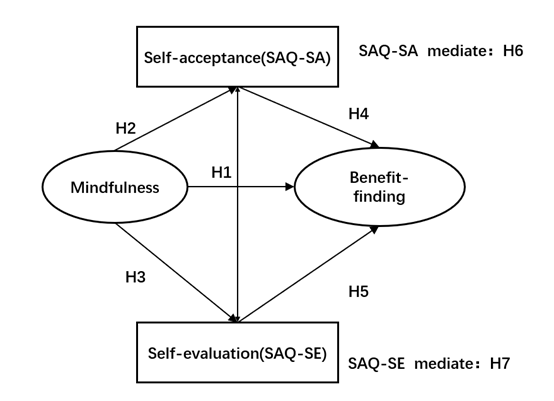 Self-acceptance(SAQ-SA)
SAQ-SA mediate：H6
H2
H4
Mindfulness
H1
Benefit-
finding
H3
H5
Self-evaluation(SAQ-SE)
SAQ-SE mediate：H7